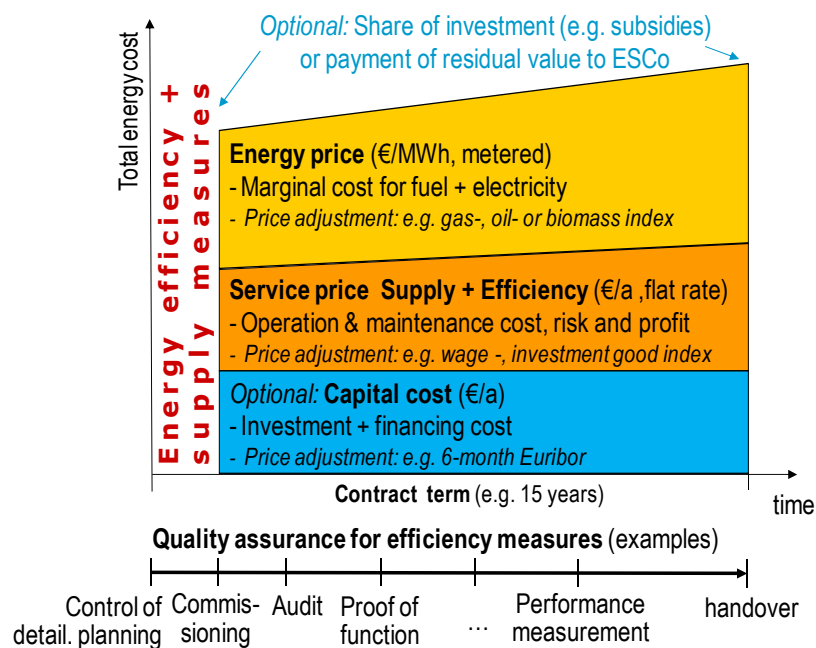 Optional: Share of investment (e.g. subsidies)
or payment of residual value to ESCo
Total energy cost
Energy efficiency +
supply measures
Energy price (€/MWh, metered)
- Marginal cost for fuel + electricity
- Price adjustment: e.g. gas-, oil- or biomass index
Service price Supply + Efficiency (€/a ,flat rate)
- Operation & maintenance cost, risk and profit
- Price adjustment: e.g. wage -, investment good index
Optional: Capital cost (€/a)
- Investment + financing cost
- Price adjustment: e.g. 6-month Euribor
Contract term (e.g. 15 years)
time
Quality assurance for efficiency measures (examples)
Control of
detail. planning
Commis-
sioning
Audit
Proof of
function
...
Performance
measurement
handover